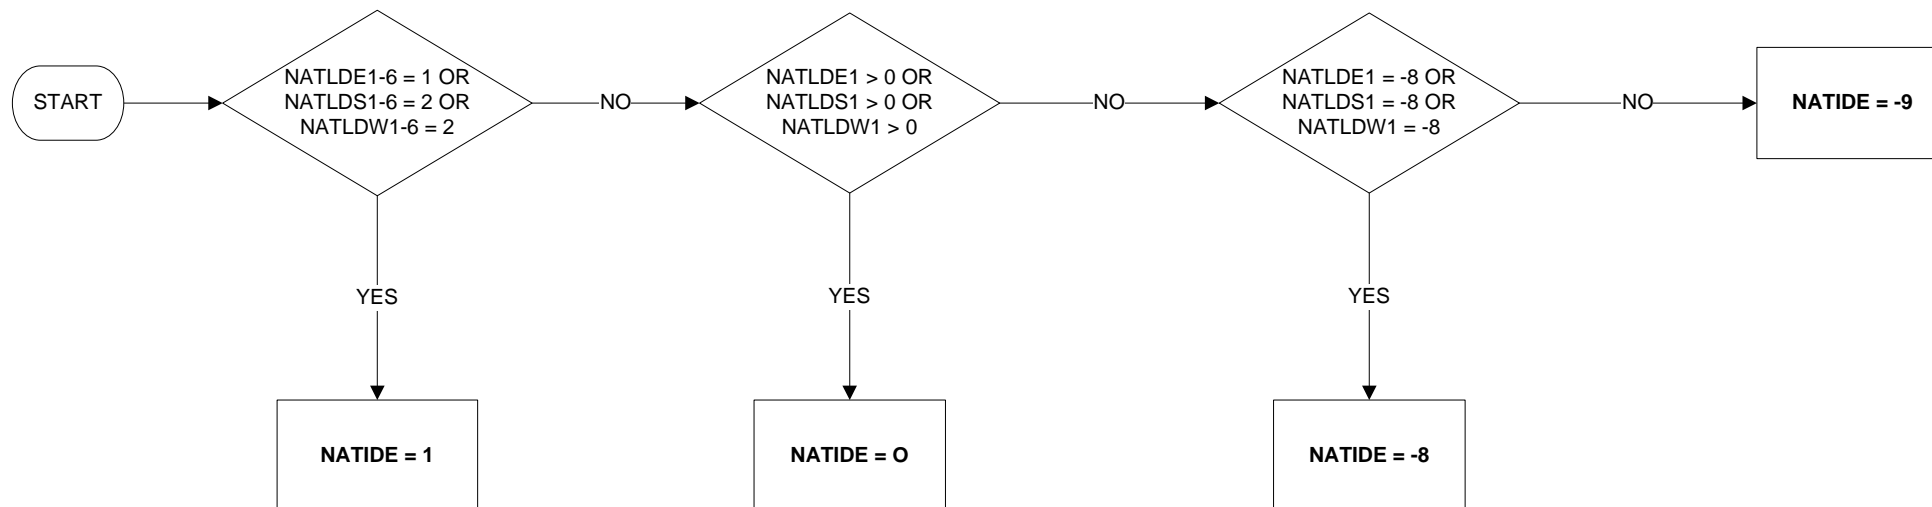 START
NATLDE1-6 = 1 OR
NATLDS1-6 = 2 OR
NATLDW1-6 = 2
NO
NATLDE1 > 0 OR
NATLDS1 > 0 OR
NATLDW1 > 0
NO
NATLDE1 = -8 OR
NATLDS1 = -8 OR
NATLDW1 = -8
NO
NATIDE = -9
YES
YES
YES
NATIDE = 1
NATIDE = O
NATIDE = -8